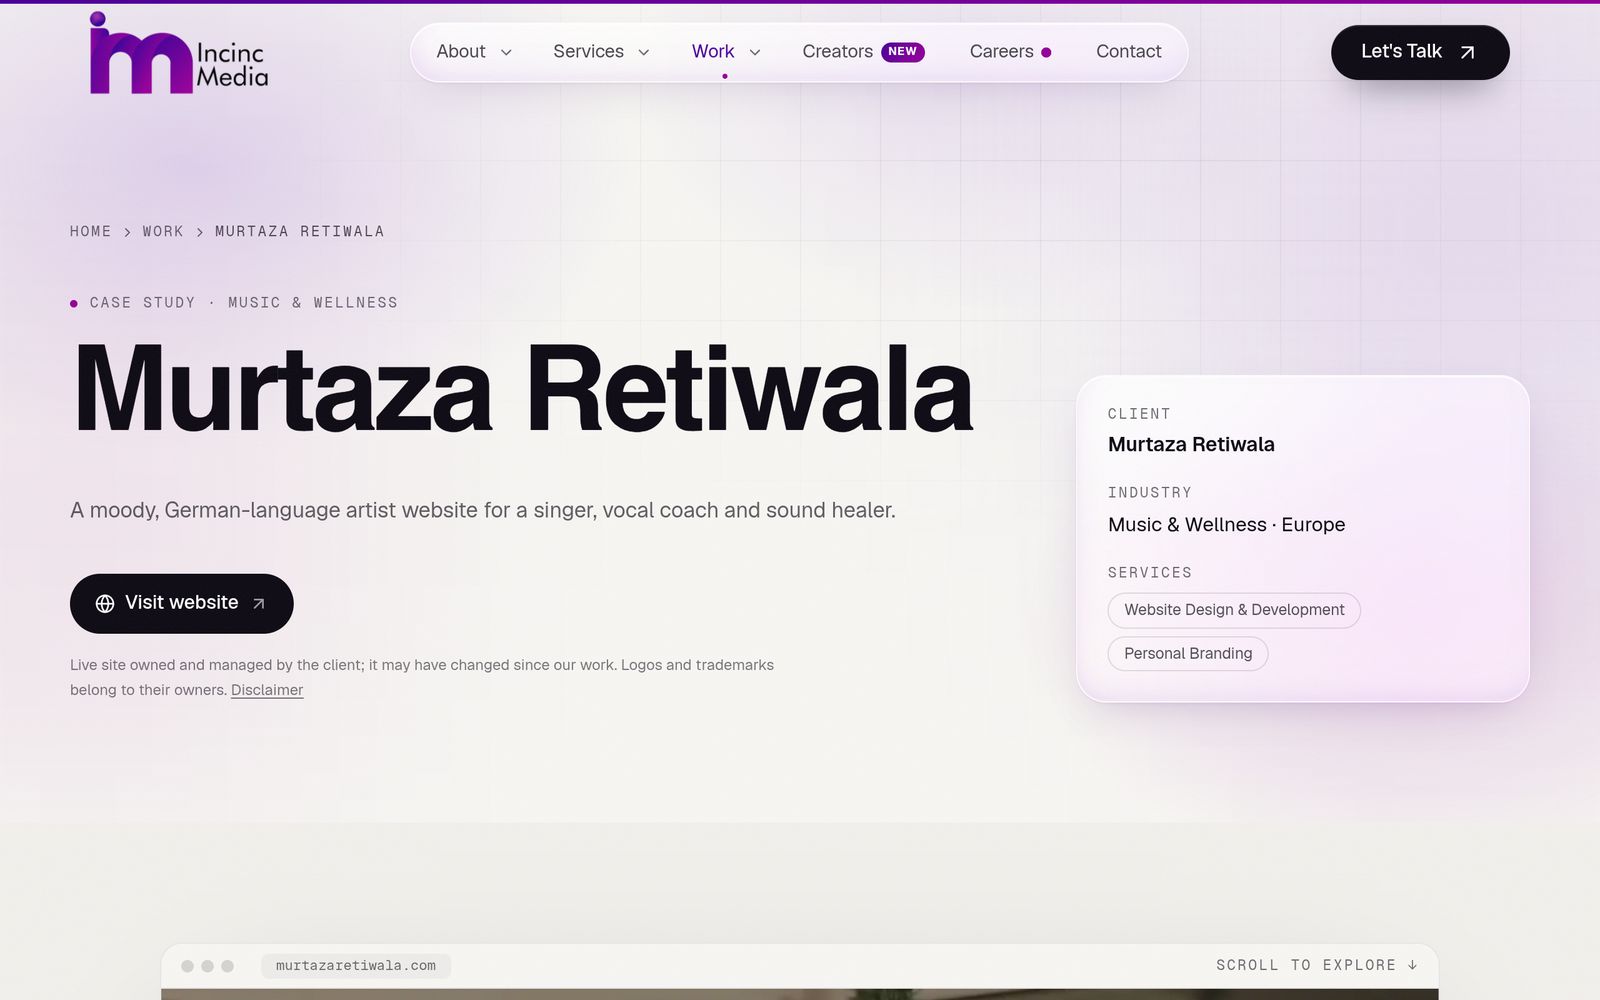 Incinc
Media
About
Services
Work
Creators NEW
Careers
Contact
Let's Talk
HOME > WORK > MURTAZA RETIWALA
CASE STUDY · MUSIC & WELLNESS
Murtaza Retiwala
A moody, German-language artist website for a singer, vocal coach and sound healer.
Visit website
Live site owned and managed by the client; it may have changed since our work. Logos and trademarks
belong to their owners. Disclaimer
CLIENT
Murtaza Retiwala
INDUSTRY
Music & Wellness · Europe
SERVICES
Website Design & Development
Personal Branding
murtazaretiwala.com
SCROLL TO EXPLORE ↓